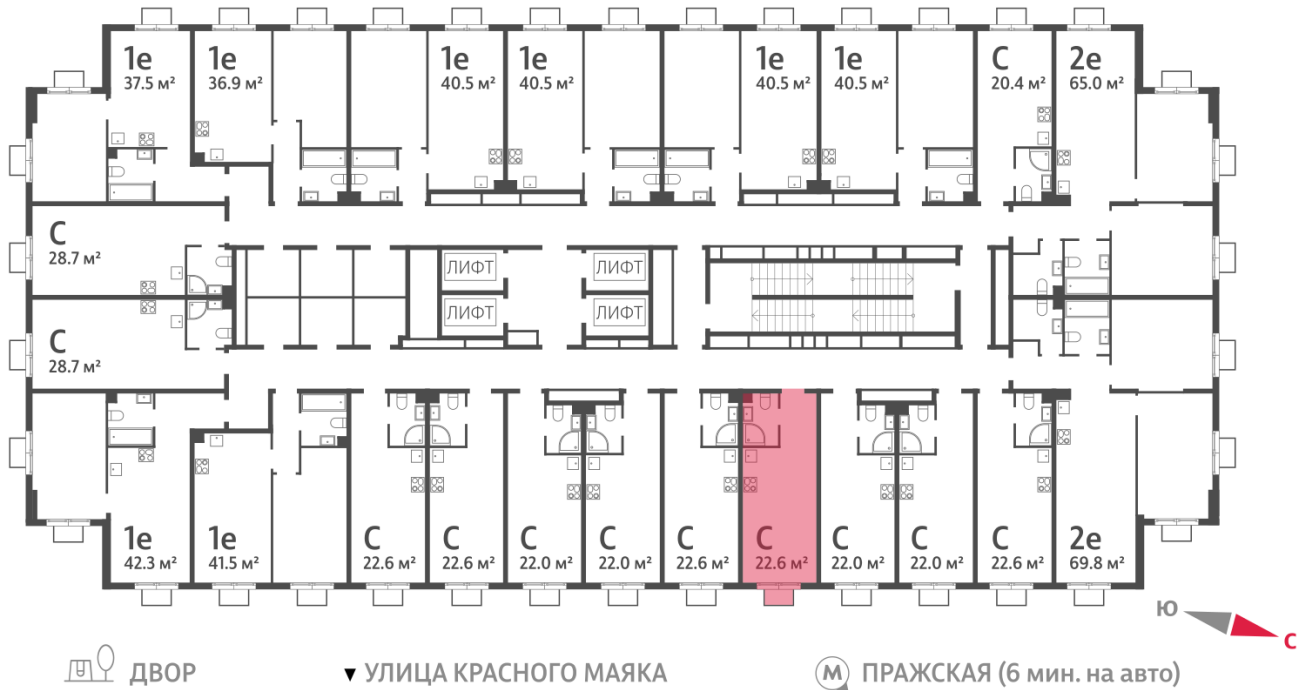 1е
37.5 м²
1е
36.9 м²
1е
40.5 м²
1е
40.5 м²
1е
40.5 м²
1е
40.5 м²
С
20.4 м²
2е
65.0 м²
С
28.7 м²
ЛИФТ
ЛИФТ
ЛИФТ
ЛИФТ
С
28.7 м²
1е
42.3 м²
1е
41.5 м²
С
22.6 м²
С
22.6 м²
С
22.0 м²
С
22.0 м²
С
22.6 м²
С
22.6 м²
С
22.0 м²
С
22.0 м²
С
22.6 м²
2е
69.8 м²
Ю
С
ДВОР
▼ УЛИЦА КРАСНОГО МАЯКА
М ПРАЖСКАЯ (6 мин. на авто)